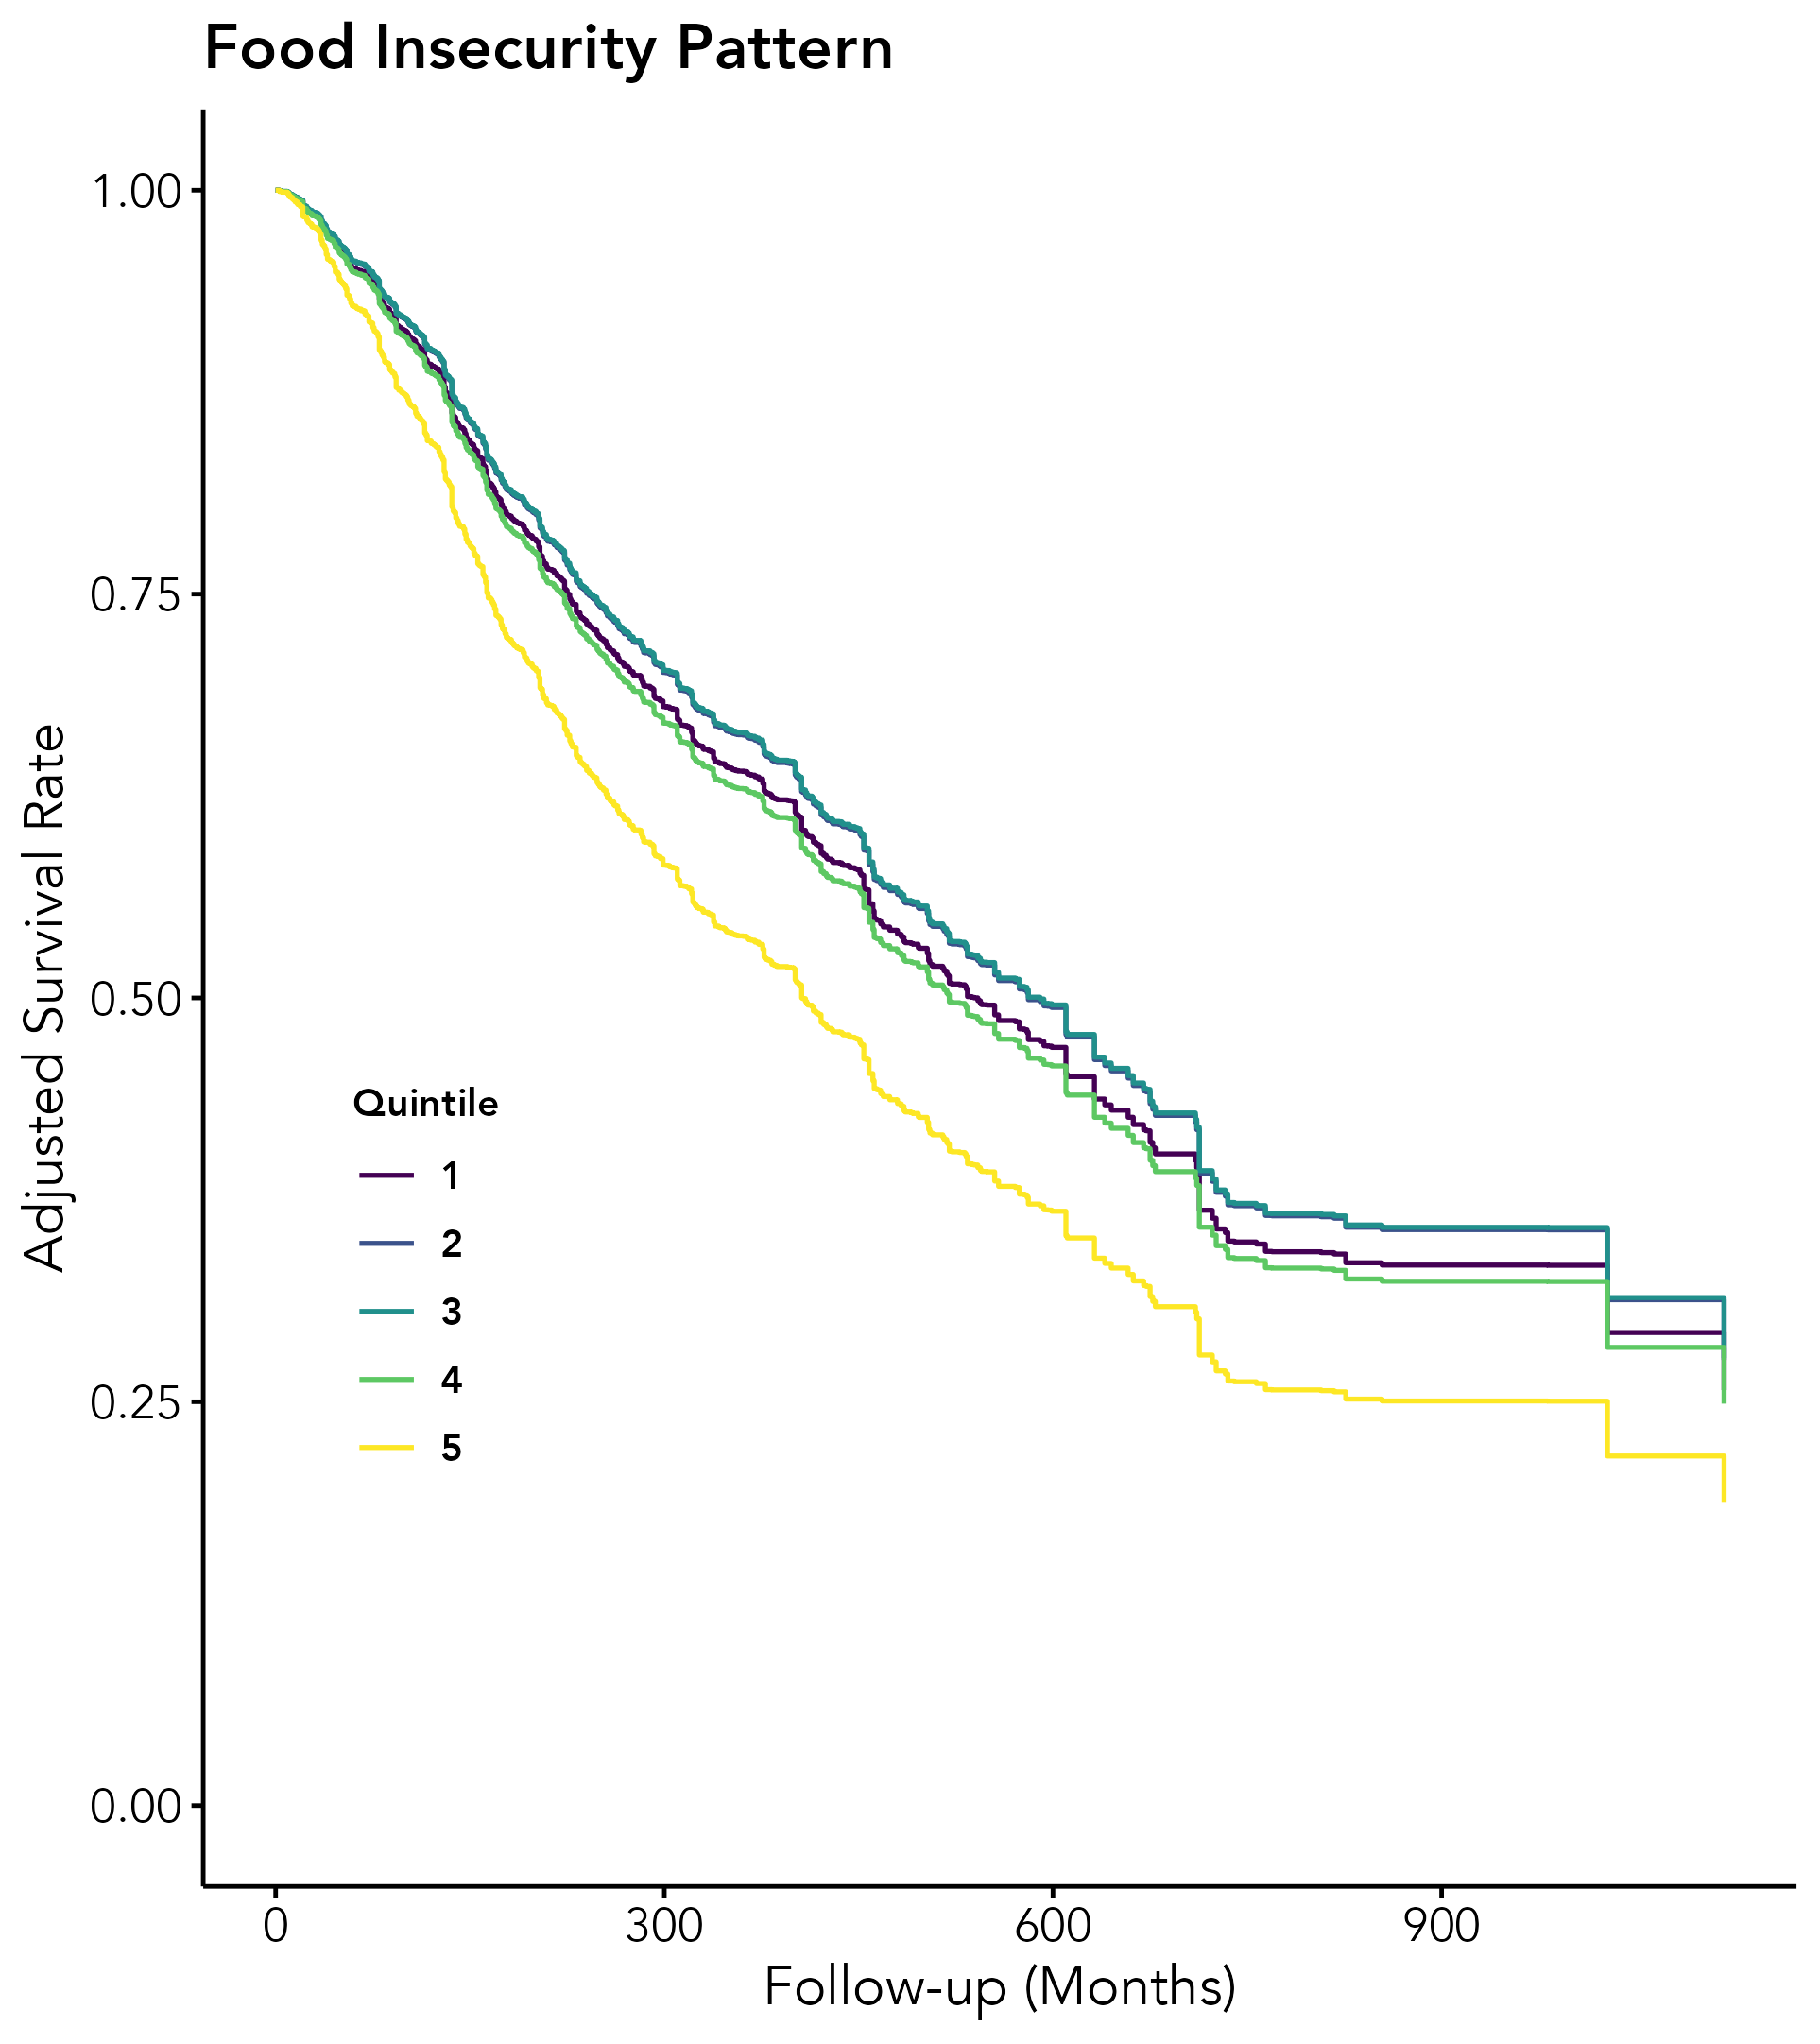 Food Insecurity Pattern
Adjusted Survival Rate
1.00
0.75
0.50
0.25
0.00
Quintile
1
2
3
4
5
0 300 600 900
Follow-up (Months)